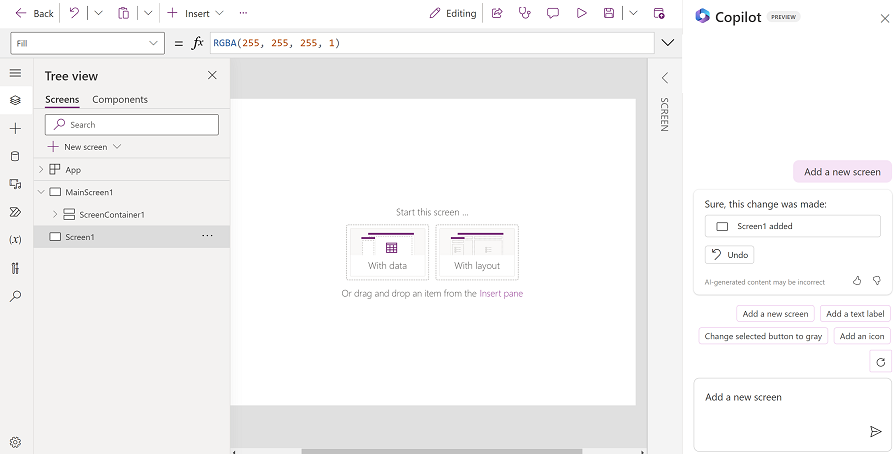 Back
Insert
Editing
Copilot PREVIEW
Fill
= fx RGBA(255, 255, 255, 1)
Tree view
Screens Components
Search
New screen
App
MainScreen1
ScreenContainer1
Screen1
(x)
Start this screen ...
With data With layout
Or drag and drop an item from the Insert pane
SCREEN
Add a new screen
Sure, this change was made:
Screen1 added
Undo
AI-generated content may be incorrect
Add a new screen Add a text label
Change selected button to gray Add an icon
Add a new screen